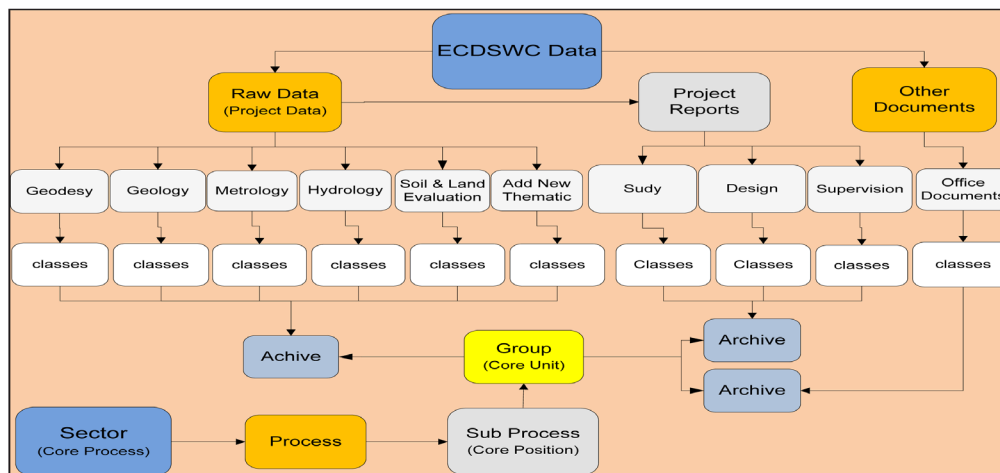 ECDSWC Data
Raw Data
(Project Data)
Project
Reports
Other
Documents
Geodesy
Geology
Metrology
Hydrology
Soil & Land
Evaluation
Add New
Thematic
Sudy
Design
Supervision
Office
Documents
classes
classes
classes
classes
classes
classes
Classes
Classes
classes
classes
Achive
Group
(Core Unit)
Archive
Archive
Sector
(Core Process)
Process
Sub Process
(Core Position)